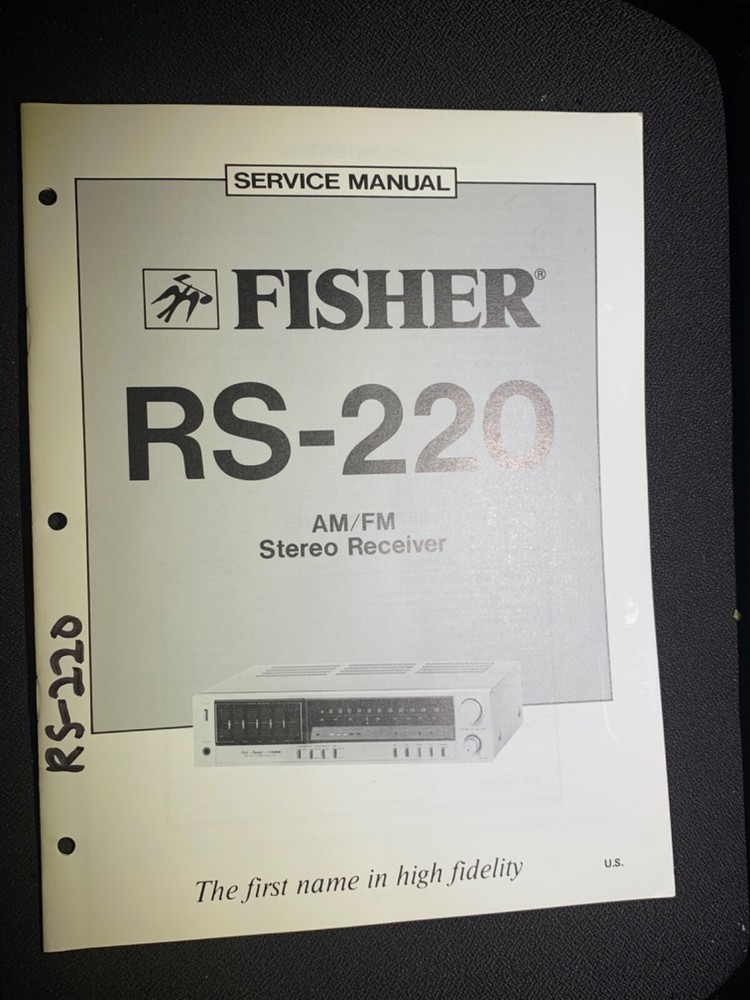 SERVICE MANUAL
FISHER®
RS-220
AM/FM
Stereo Receiver
RS-220
The first name in high fidelity
U.S.